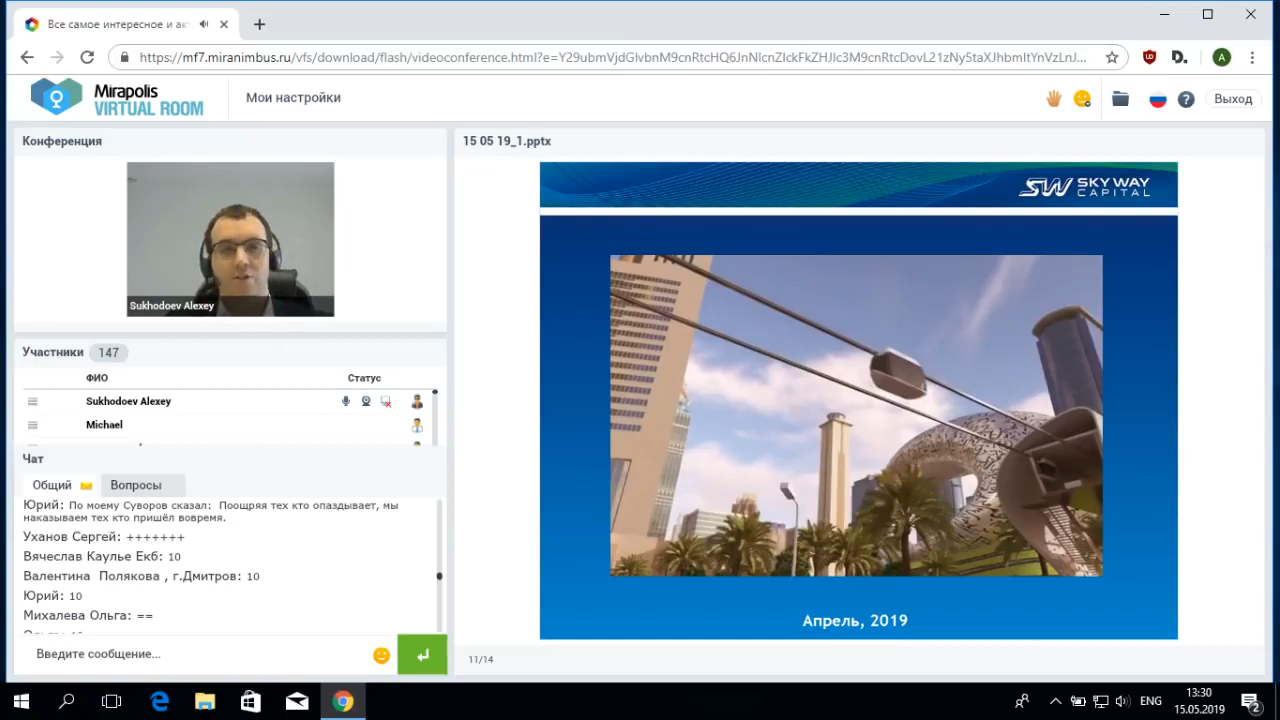 Все самое интересное и акт
https://mf7.miranimbus.ru/vfs/download/flash/videoconference.html?e=
Mirapolis
VIRTUAL ROOM
Мои настройки
Выход
Конференция
Sukhodoev Alexey
Участники 147
ФИО Статус
Sukhodoev Alexey
Michael
Чат
Общий Вопросы
Юрий: По моему Суворов сказал: Поощряя тех кто опаздывает, мы
наказываем тех кто пришёл вовремя.
Уханов Сергей: +++++++
Вячеслав Каулье Екб: 10
Валентина Полякова , г.Дмитров: 10
Юрий: 10
Михалева Ольга: ==
Введите сообщение...
15 05 19_1.pptx
SW SKY WAY
CAPITAL
Апрель, 2019
11/14
ENG
13:30
15.05.2019
2